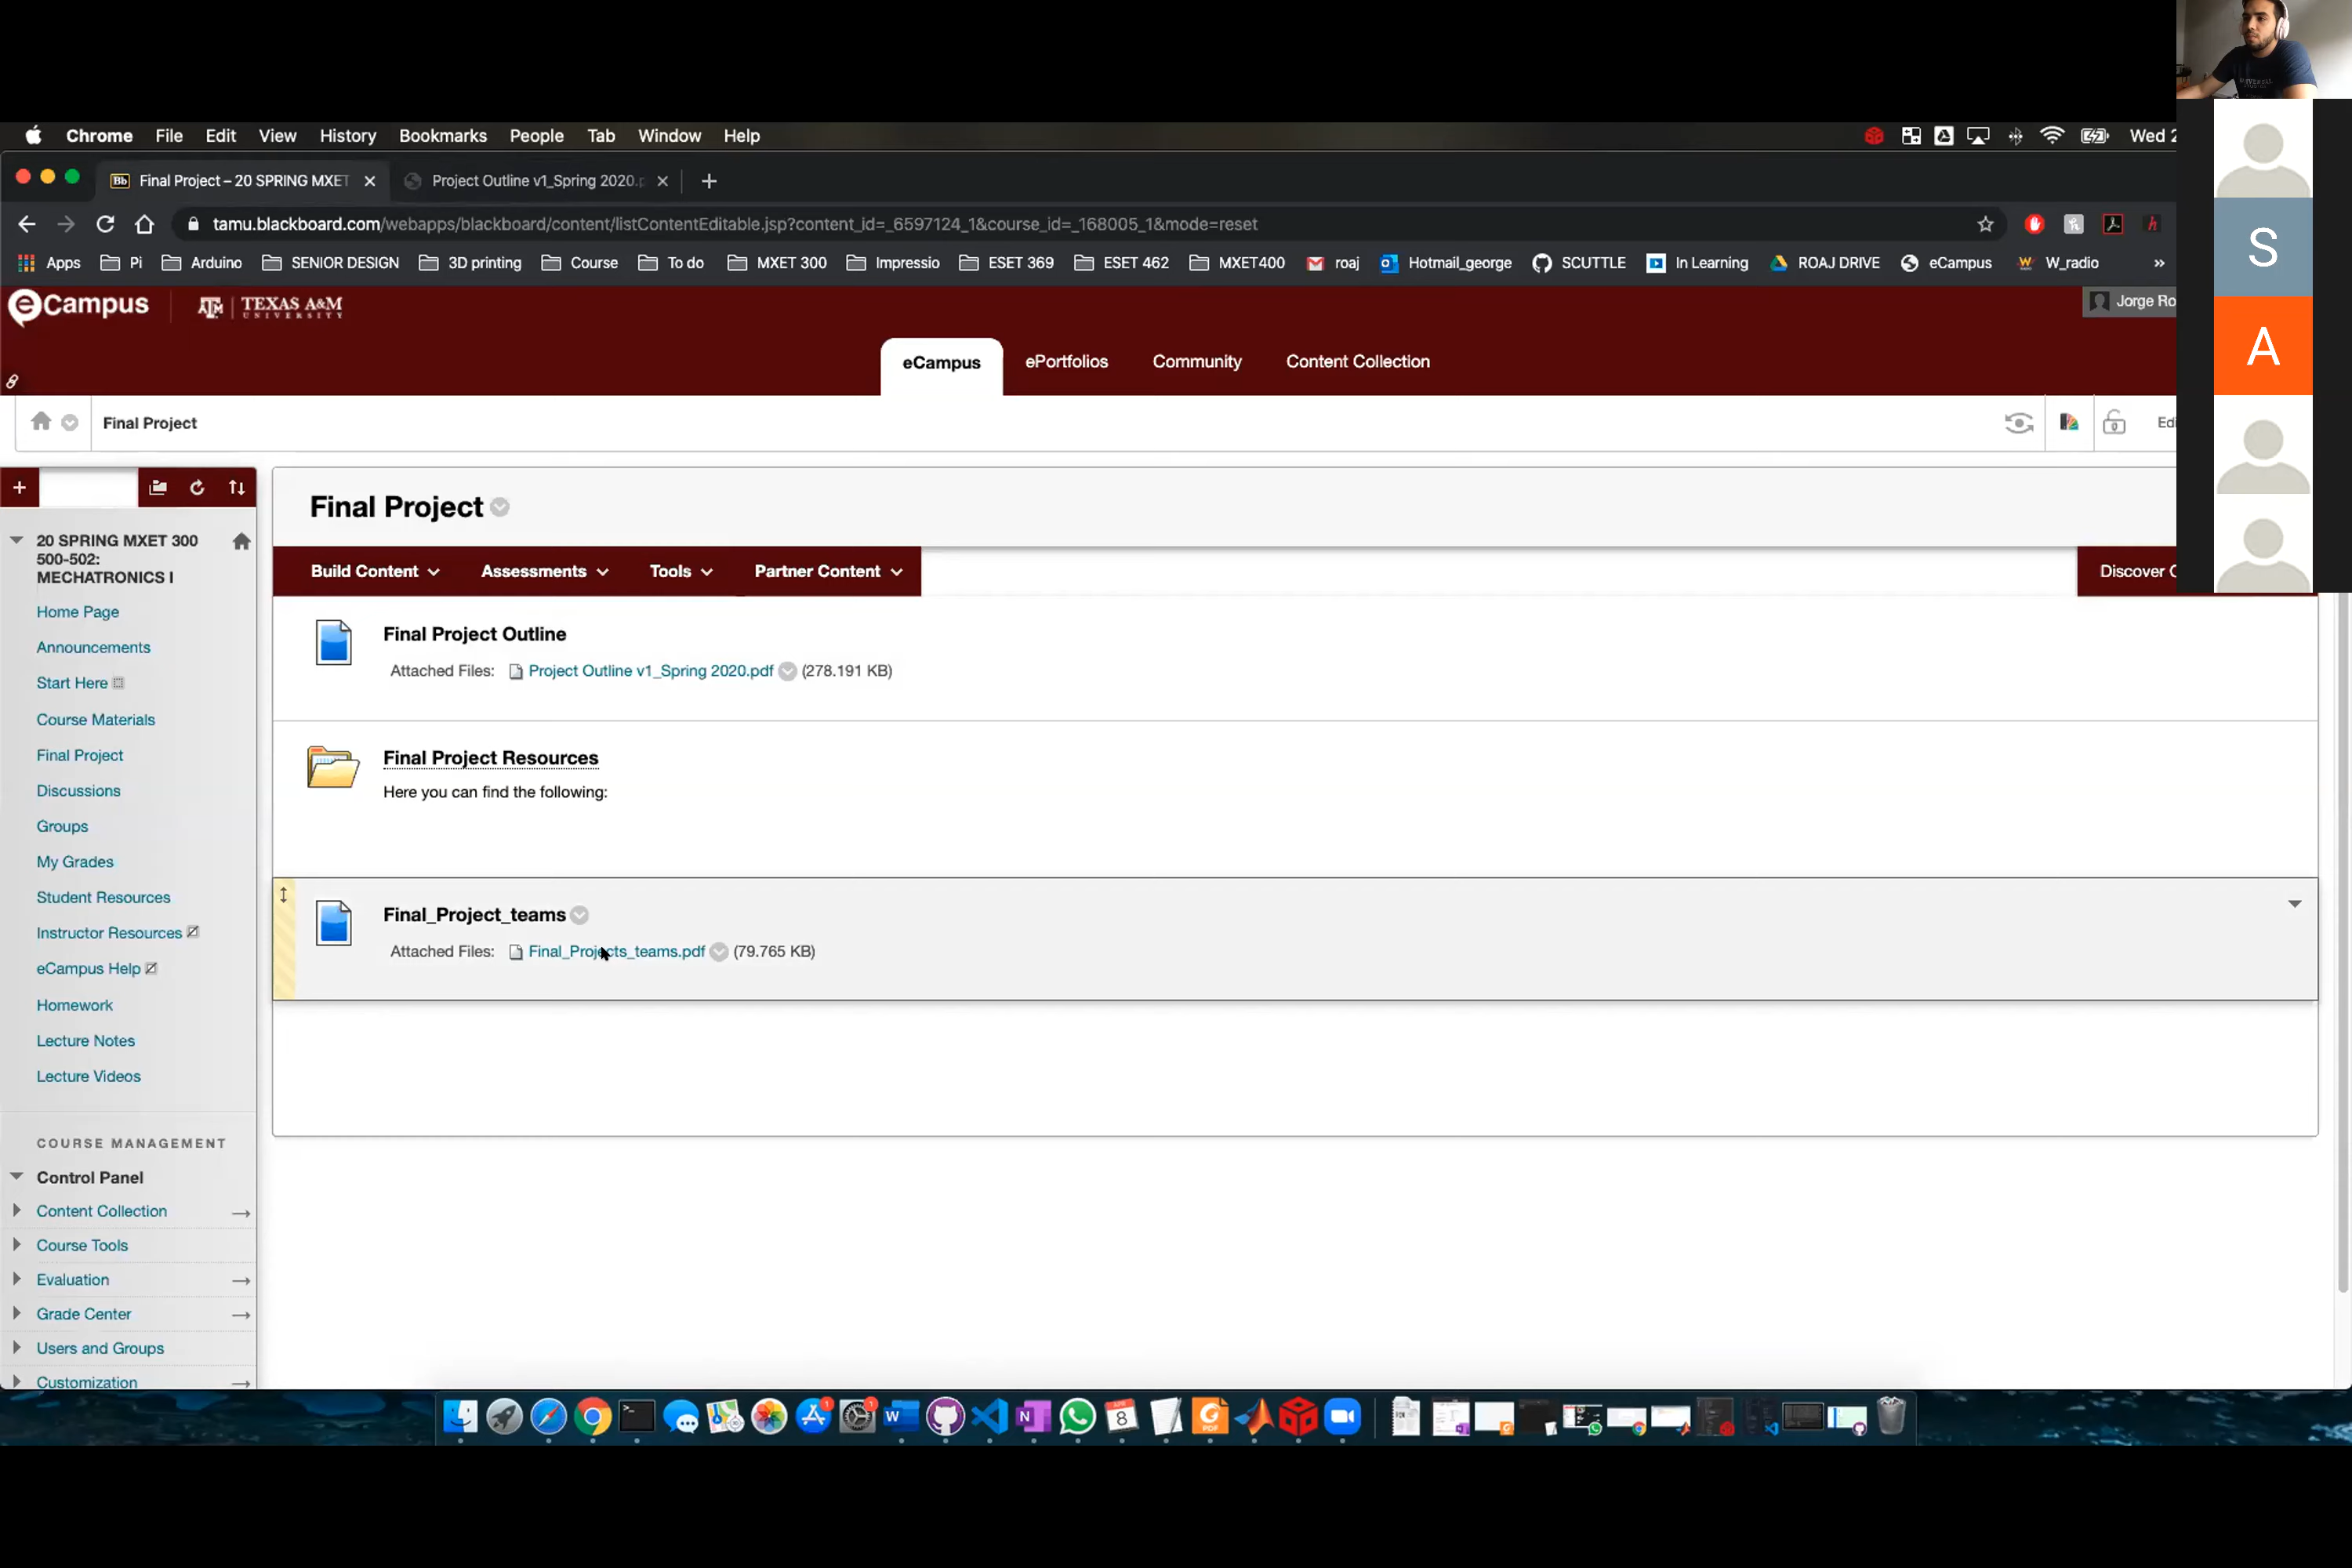 Chrome File Edit View History Bookmarks People Tab Window Help
Wed 2
Bb Final Project – 20 SPRING MXET
Project Outline v1_Spring 2020.p
tamu.blackboard.com/webapps/blackboard/content/listContentEditable.jsp?content_id=_6597124_1&course_id=_168005_1&mode=reset
Apps Pi Arduino SENIOR DESIGN 3D printing Course To do MXET 300 Impressio ESET 369 ESET 462 MXET400 roaj Hotmail_george SCUTTLE In Learning ROAJ DRIVE eCampus W_radio »
eCampus
TEXAS A&M
UNIVERSITY
Jorge Ro
eCampus ePortfolios Community Content Collection
S
A
Final Project
Edi
20 SPRING MXET 300
500-502:
MECHATRONICS I
Home Page
Announcements
Start Here
Course Materials
Final Project
Discussions
Groups
My Grades
Student Resources
Instructor Resources
eCampus Help
Homework
Lecture Notes
Lecture Videos
COURSE MANAGEMENT
Control Panel
Content Collection
Course Tools
Evaluation
Grade Center
Users and Groups
Customization
Final Project
Build Content Assessments Tools Partner Content
Discover C
Final Project Outline
Attached Files: Project Outline v1_Spring 2020.pdf (278.191 KB)
Final Project Resources
Here you can find the following:
Final_Project_teams
Attached Files: Final_Projects_teams.pdf (79.765 KB)